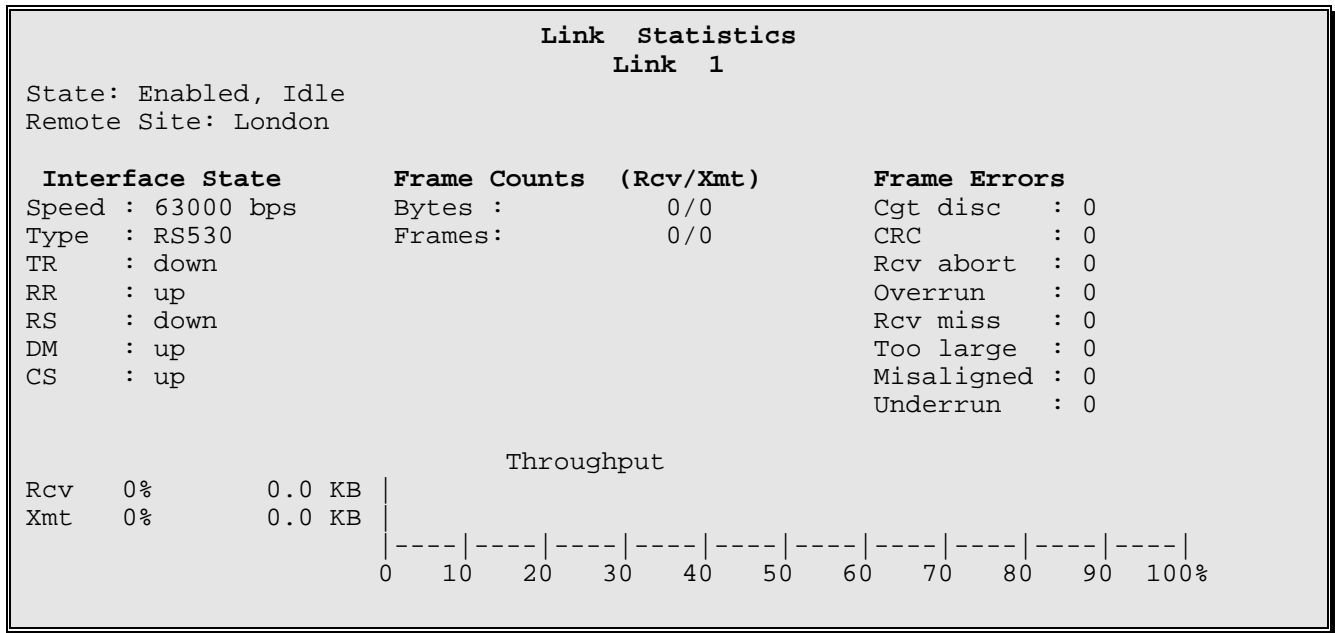 Link Statistics
Link 1
State: Enabled, Idle
Remote Site: London
Interface State Frame Counts (Rcv/Xmt) Frame Errors
Speed : 63000 bps Bytes : 0/0 Cgt disc : 0
Type : RS530 Frames: 0/0 CRC : 0
TR : down Rcv abort : 0
RR : up Overrun : 0
RS : down Rcv miss : 0
DM : up Too large : 0
CS : up Misaligned : 0
Underrun : 0
Throughput
Rcv 0% 0.0 KB |
Xmt 0% 0.0 KB |
|----|----|----|----|----|----|----|----|----|----|
0 10 20 30 40 50 60 70 80 90 100%